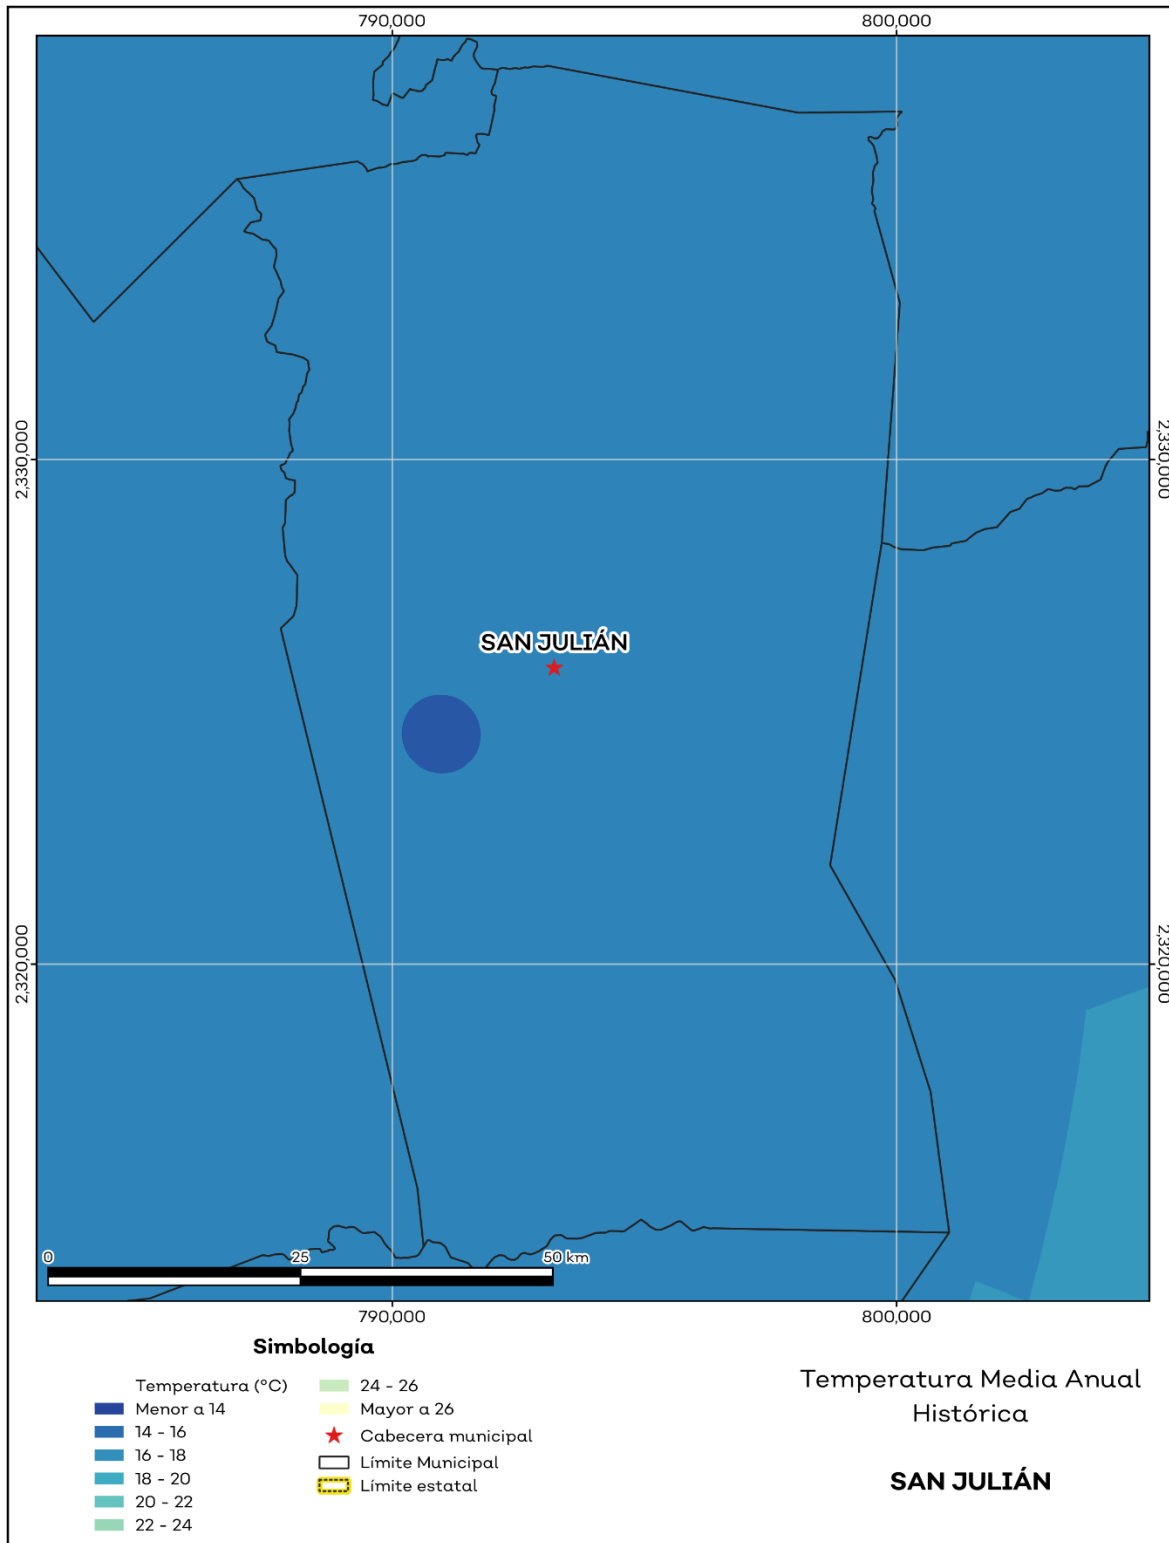 790,000
800,000
2,330,000
2,330,000
SAN JULIÁN
2,320,000
2,320,000
0
25
50 km
790,000
800,000
Simbología
Temperatura (°C)
Menor a 14
14 - 16
16 - 18
18 - 20
20 - 22
22 - 24
24 - 26
Mayor a 26
Cabecera municipal
Límite Municipal
Límite estatal
Temperatura Media Anual
Histórica
SAN JULIÁN